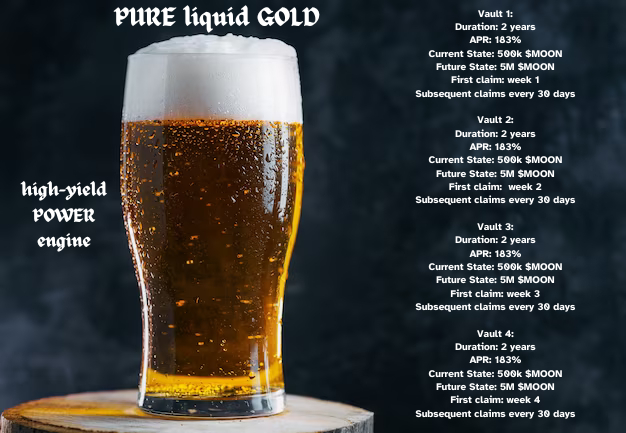 PURE liquid GOLD
high-yield
POWER
engine
Vault 1:
Duration: 2 years
APR: 183%
Current State: 500k $MOON
Future State: 5M $MOON
First claim: week 1
Subsequent claims every 30 days
Vault 2:
Duration: 2 years
APR: 183%
Current State: 500k $MOON
Future State: 5M $MOON
First claim:  week 2
Subsequent claims every 30 days
Vault 3:
Duration: 2 years
APR: 183%
Current State: 500k $MOON
Future State: 5M $MOON
First claim: week 3
Subsequent claims every 30 days
Vault 4:
Duration: 2 years
APR: 183%
Current State: 500k $MOON
Future State: 5M $MOON
First claim: week 4
Subsequent claims every 30 days